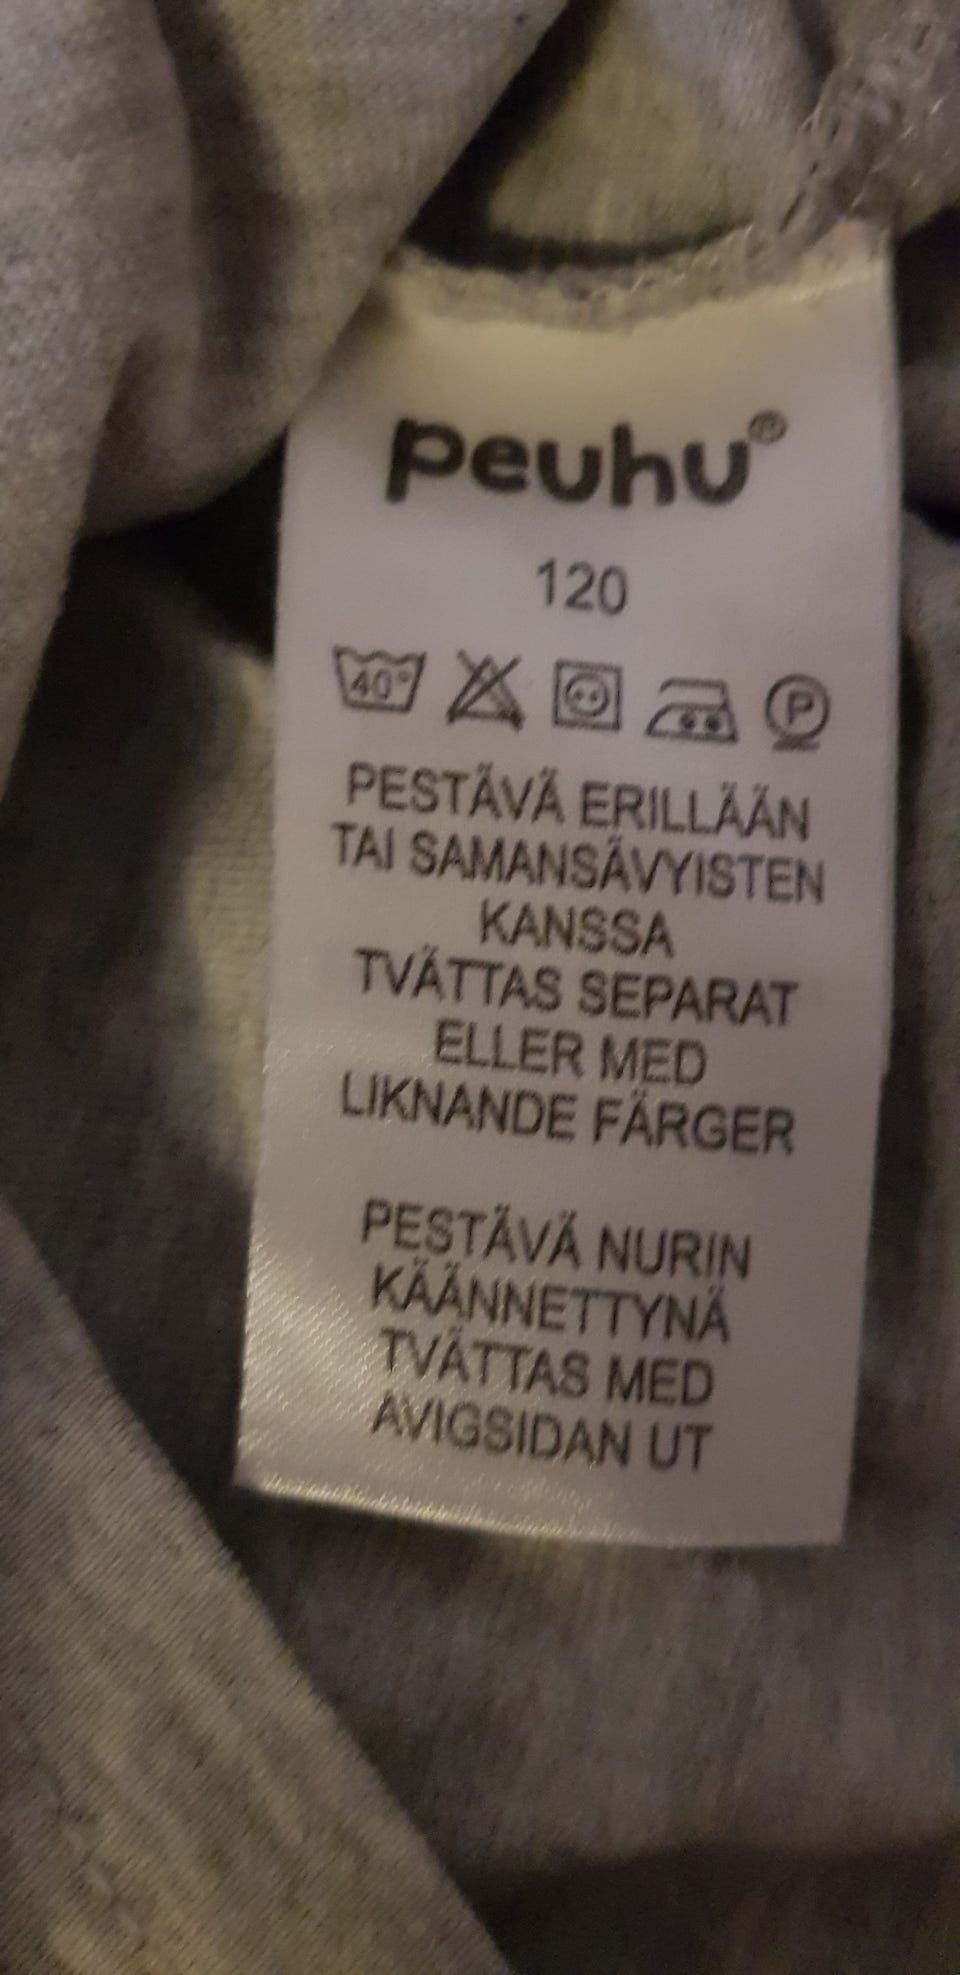 peuhu®
120
40°
P
PESTÄVÄ ERILLÄÄN
TAI SAMANSÄVYISTEN
KANSSA
TVÄTTAS SEPARAT
ELLER MED
LIKNANDE FÄRGER
PESTÄVÄ NURIN
KÄÄNNETTYNÄ
TVÄTTAS MED
AVIGSIDAN UT